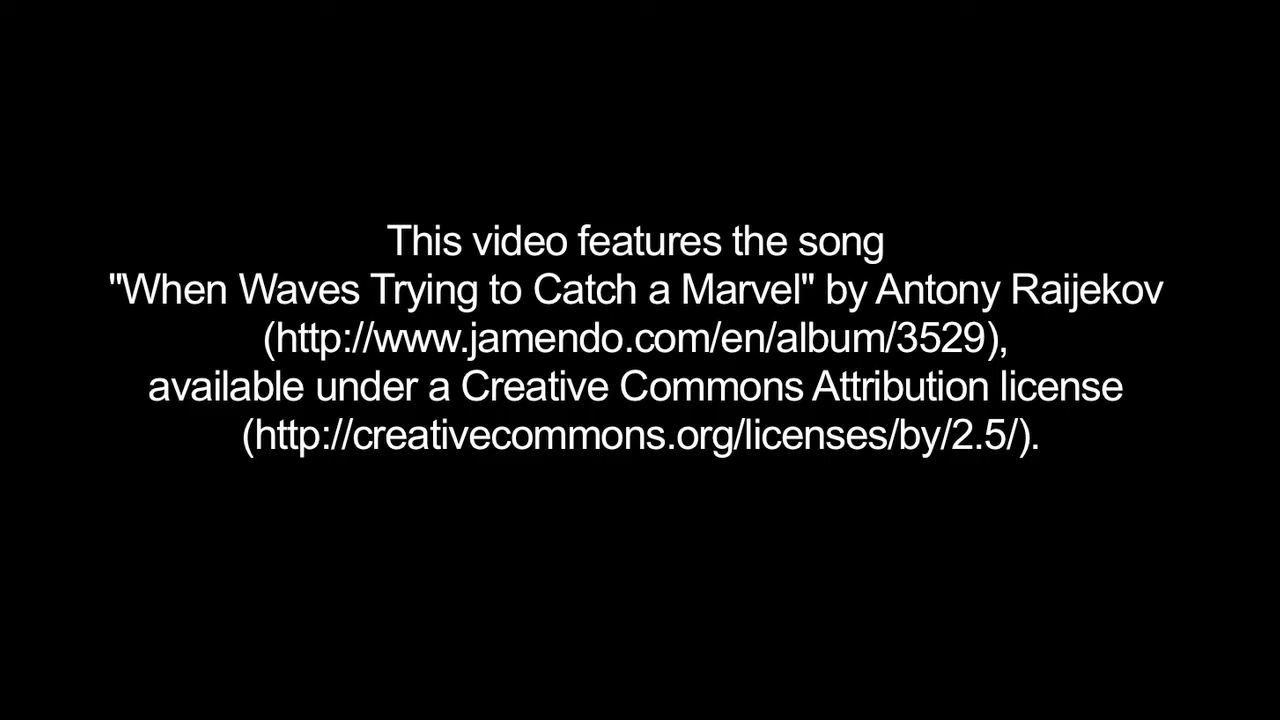 This video features the song
"When Waves Trying to Catch a Marvel" by Antony Raijekov
(http://www.jamendo.com/en/album/3529),
available under a Creative Commons Attribution license
(http://creativecommons.org/licenses/by/2.5/).